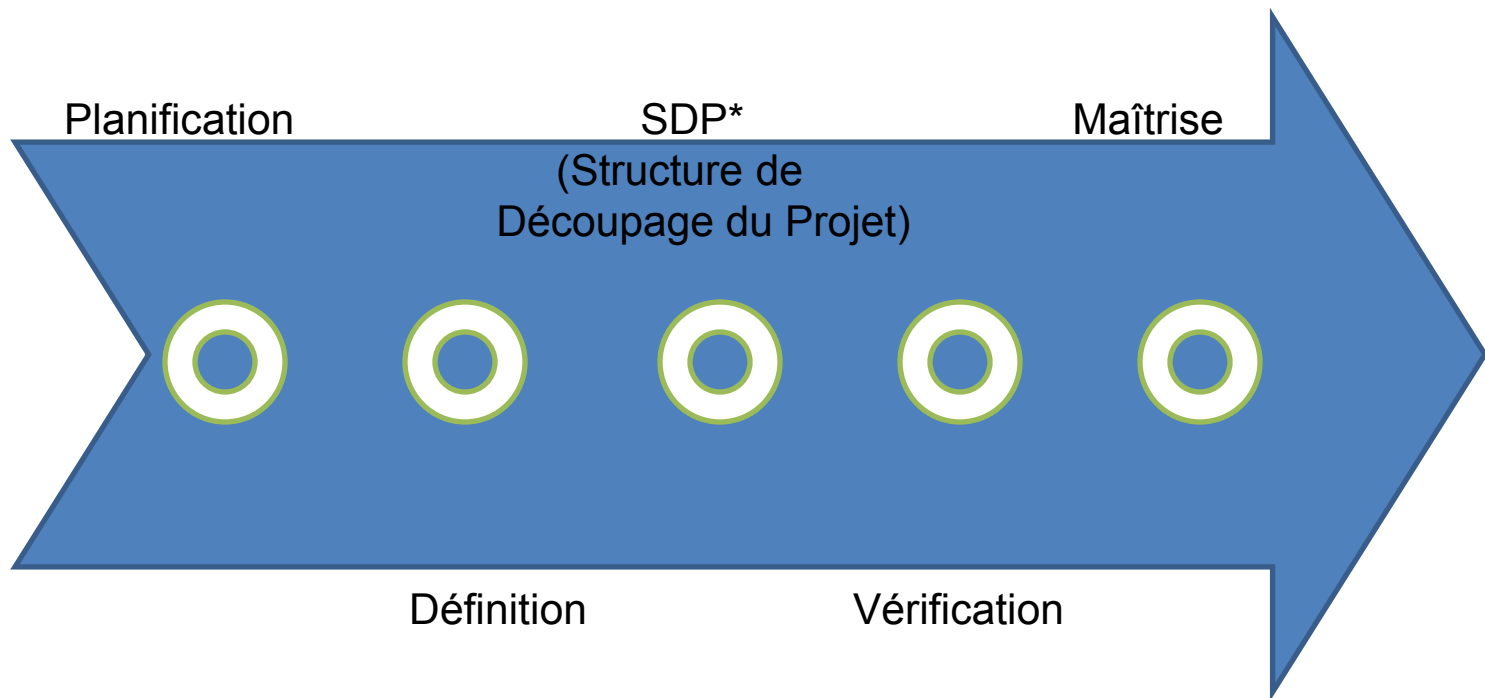 Planification
SDP*
Maîtrise
(Structure de
Découpage du Projet)
Définition
Vérification